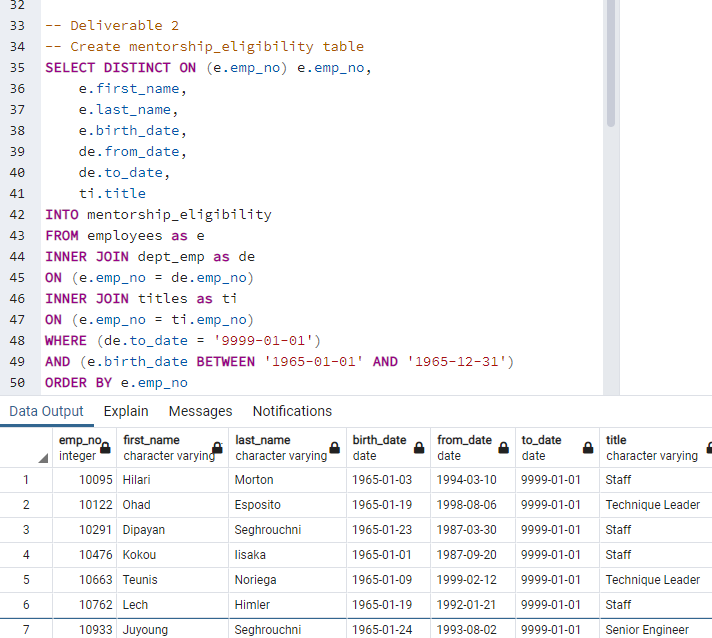 32
33 -- Deliverable 2
34 -- Create mentorship_eligibility table
35 SELECT DISTINCT ON (e.emp_no) e.emp_no,
36 e.first_name,
37 e.last_name,
38 e.birth_date,
39 de.from_date,
40 de.to_date,
41 ti.title
42 INTO mentorship_eligibility
43 FROM employees as e
44 INNER JOIN dept_emp as de
45 ON (e.emp_no = de.emp_no)
46 INNER JOIN titles as ti
47 ON (e.emp_no = ti.emp_no)
48 WHERE (de.to_date = '9999-01-01')
49 AND (e.birth_date BETWEEN '1965-01-01' AND '1965-12-31')
50 ORDER BY e.emp_no
Data Output Explain Messages Notifications
emp_no first_name last_name birth_date from_date to_date title
integer character varying character varying date date date character varying
1 10095 Hilari Morton 1965-01-03 1994-03-10 9999-01-01 Staff
2 10122 Ohad Esposito 1965-01-19 1998-08-06 9999-01-01 Technique Leader
3 10291 Dipayan Seghrouchni 1965-01-23 1987-03-30 9999-01-01 Staff
4 10476 Kokou Iisaka 1965-01-01 1987-09-20 9999-01-01 Staff
5 10663 Teunis Noriega 1965-01-09 1999-02-12 9999-01-01 Technique Leader
6 10762 Lech Himler 1965-01-19 1992-01-21 9999-01-01 Staff
7 10933 Juyoung Seghrouchni 1965-01-24 1993-08-02 9999-01-01 Senior Engineer